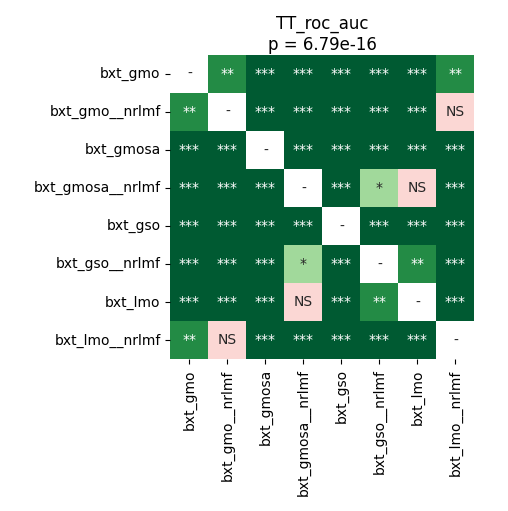 TT_roc_auc
p = 6.79e-16
bxt_gmo - ** *** *** *** *** *** **
bxt_gmo__nrlmf ** - *** *** *** *** *** NS
bxt_gmosa *** *** - *** *** *** *** ***
bxt_gmosa__nrlmf *** *** *** - *** * NS ***
bxt_gso *** *** *** *** - *** *** ***
bxt_gso__nrlmf *** *** *** * *** - ** ***
bxt_lmo *** *** *** NS *** ** - ***
bxt_lmo__nrlmf ** NS *** *** *** *** *** -
bxt_gmo
bxt_gmo__nrlmf
bxt_gmosa
bxt_gmosa__nrlmf
bxt_gso
bxt_gso__nrlmf
bxt_lmo
bxt_lmo__nrlmf